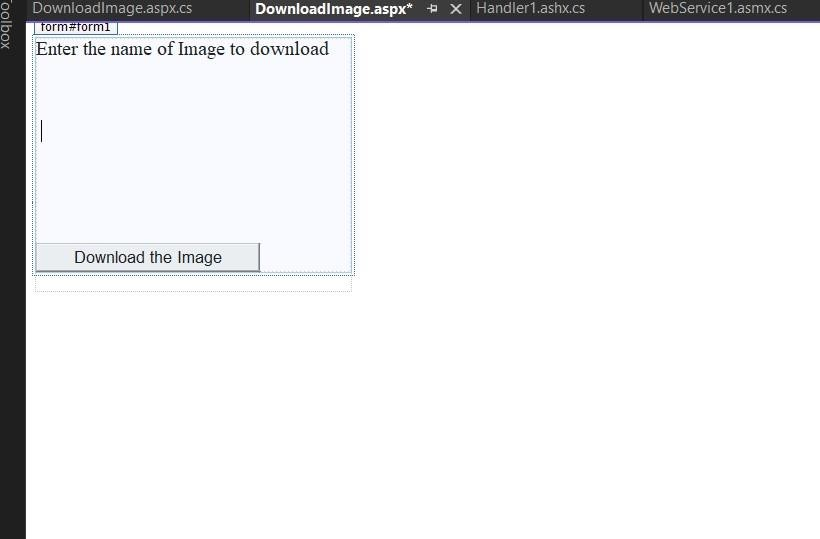 oolbox
DownloadImage.aspx.cs
DownloadImage.aspx*
Handler1.ashx.cs
WebService1.asmx.cs
form#form1
Enter the name of Image to download
Download the Image